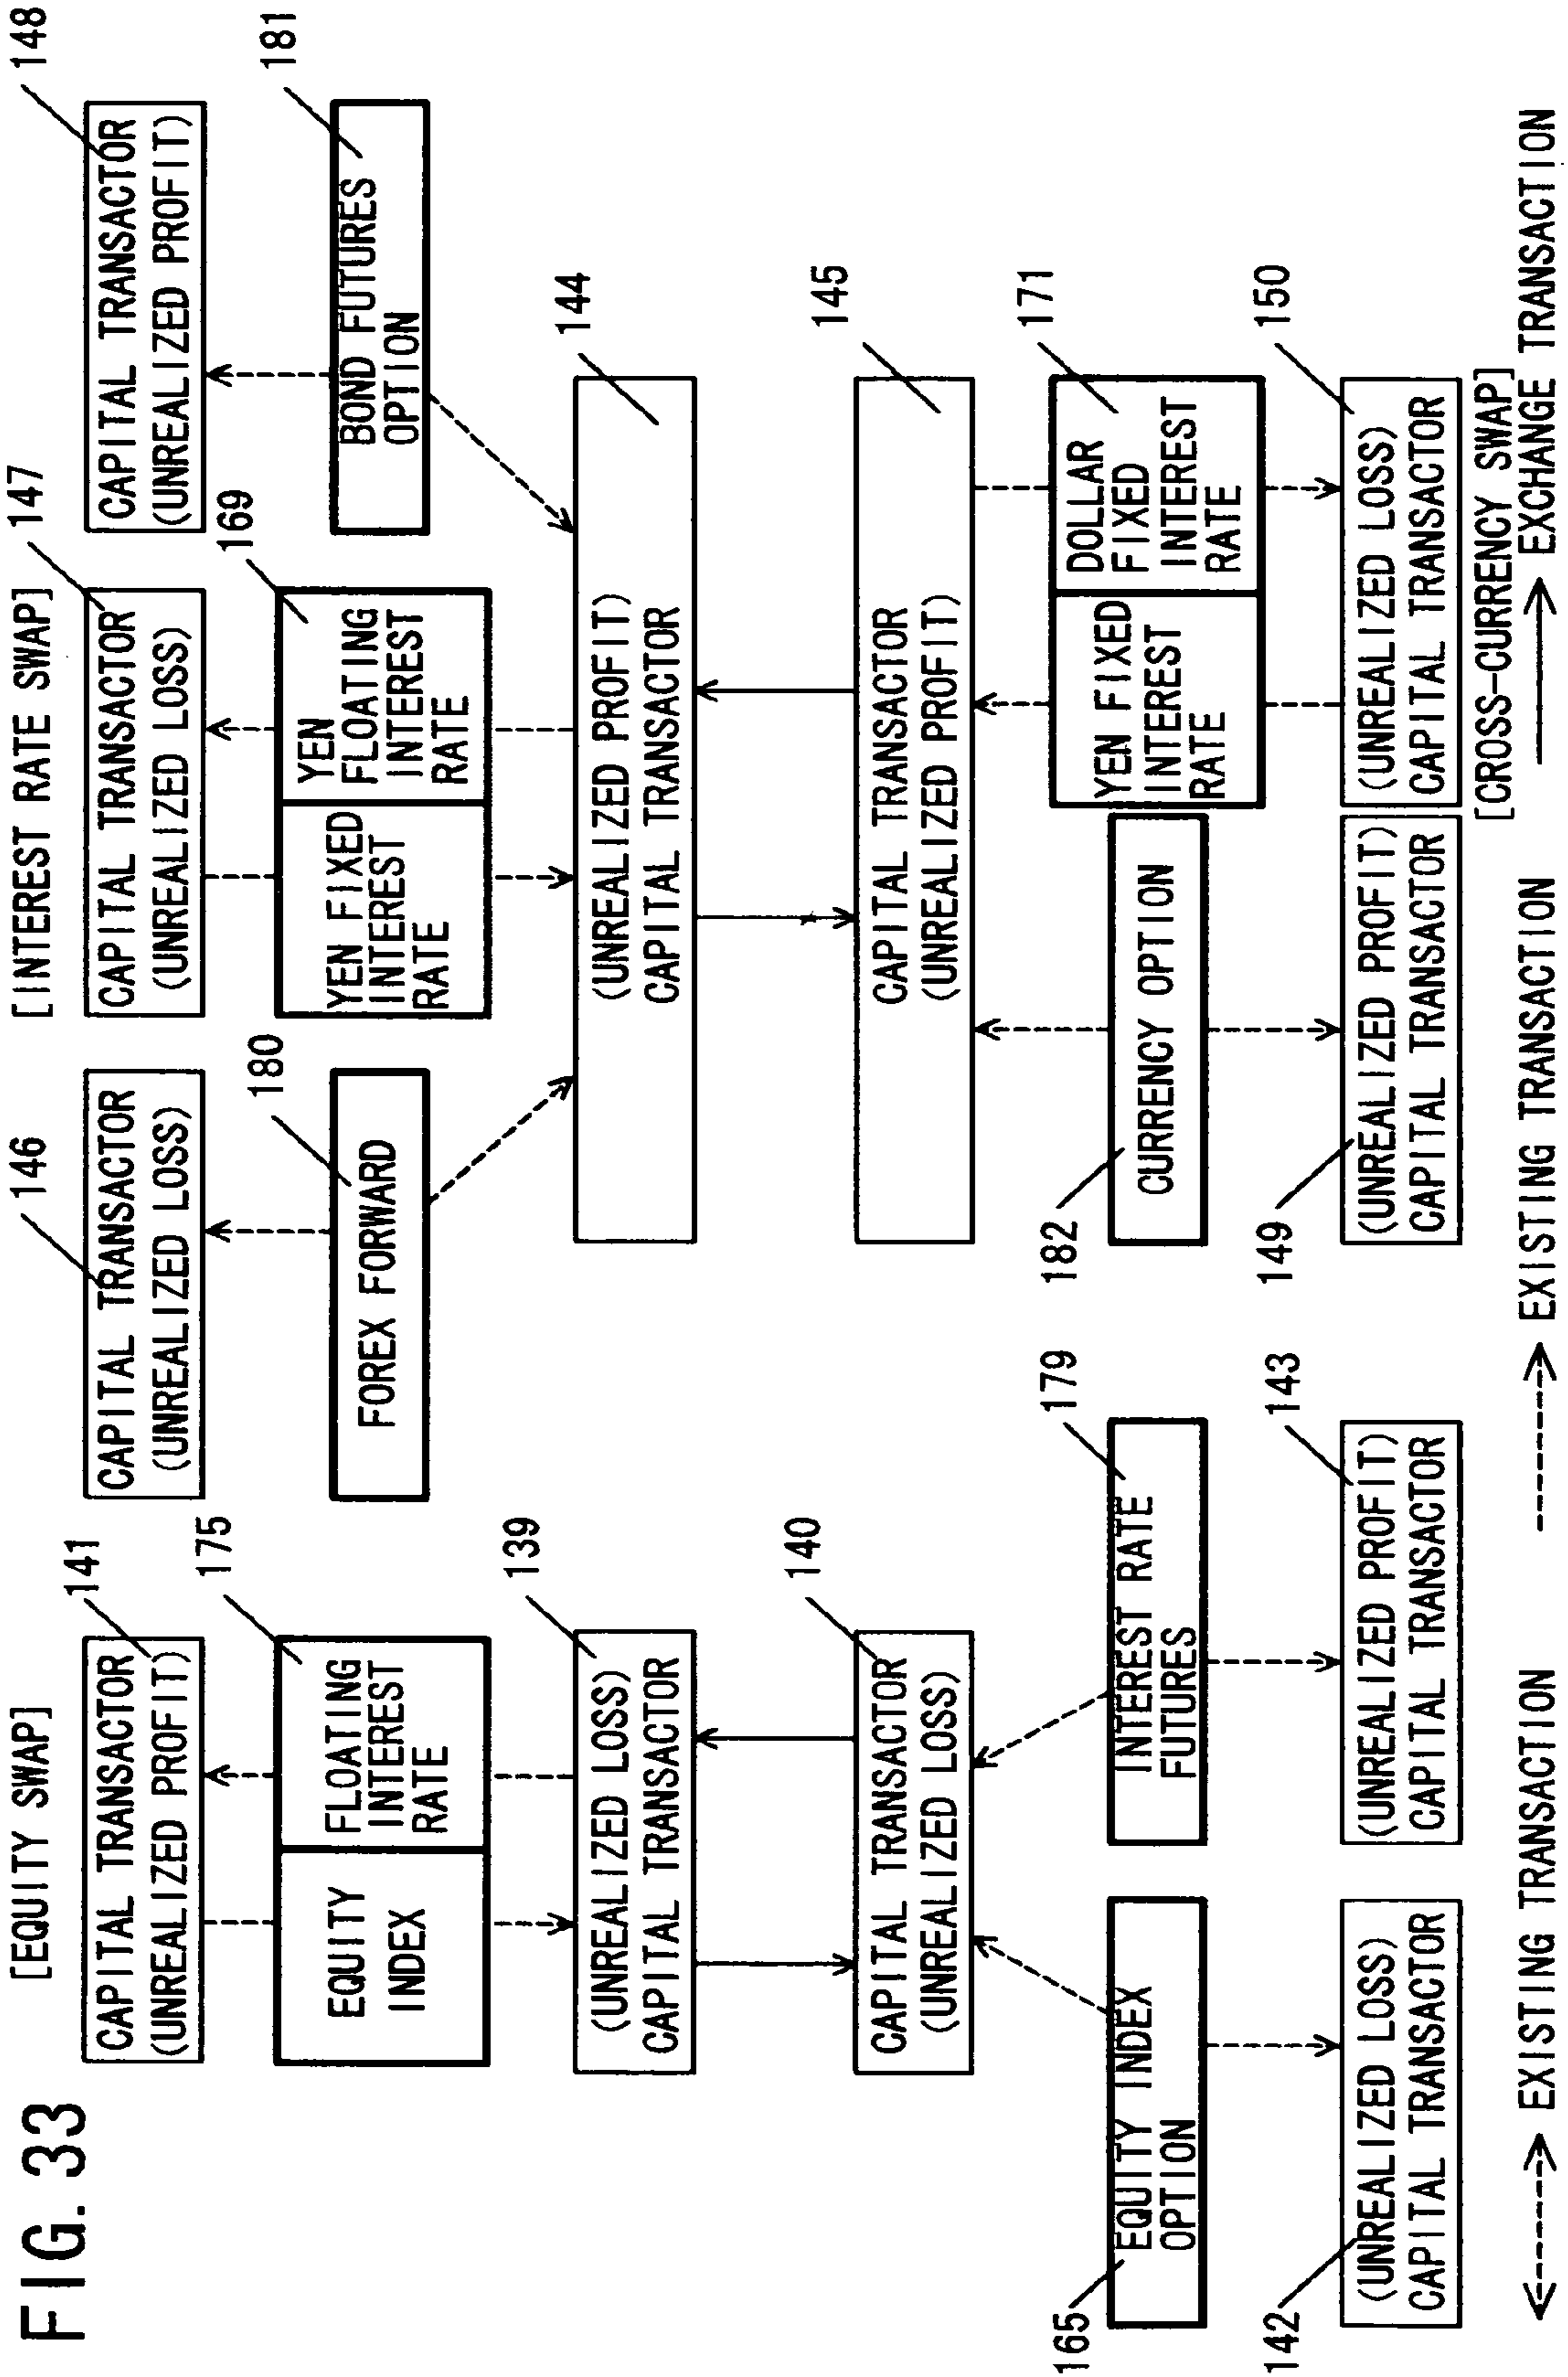 FIG. 33
[EQUITY SWAP]
141
CAPITAL TRANSACTOR
(UNREALIZED PROFIT)
175
EQUITY
INDEX
FLOATING
INTEREST
RATE
139
(UNREALIZED LOSS)
CAPITAL TRANSACTOR
140
CAPITAL TRANSACTOR
(UNREALIZED LOSS)
165
EQUITY INDEX
OPTION
179
INTEREST RATE
FUTURES
142
(UNREALIZED LOSS)
CAPITAL TRANSACTOR
143
(UNREALIZED PROFIT)
CAPITAL TRANSACTOR
146
CAPITAL TRANSACTOR
(UNREALIZED LOSS)
180
FOREX FORWARD
[INTEREST RATE SWAP]
147
CAPITAL TRANSACTOR
(UNREALIZED LOSS)
169
YEN FIXED
INTEREST
RATE
YEN
FLOATING
INTEREST
RATE
148
CAPITAL TRANSACTOR
(UNREALIZED PROFIT)
181
BOND FUTURES
OPTION
144
(UNREALIZED PROFIT)
CAPITAL TRANSACTOR
145
CAPITAL TRANSACTOR
(UNREALIZED PROFIT)
182
CURRENCY OPTION
171
YEN FIXED
INTEREST
RATE
DOLLAR
FIXED
INTEREST
RATE
149
(UNREALIZED PROFIT)
CAPITAL TRANSACTOR
150
(UNREALIZED LOSS)
CAPITAL TRANSACTOR
[CROSS-CURRENCY SWAP]
EXISTING TRANSACTION
EXISTING TRANSACTION
EXCHANGE TRANSACTION